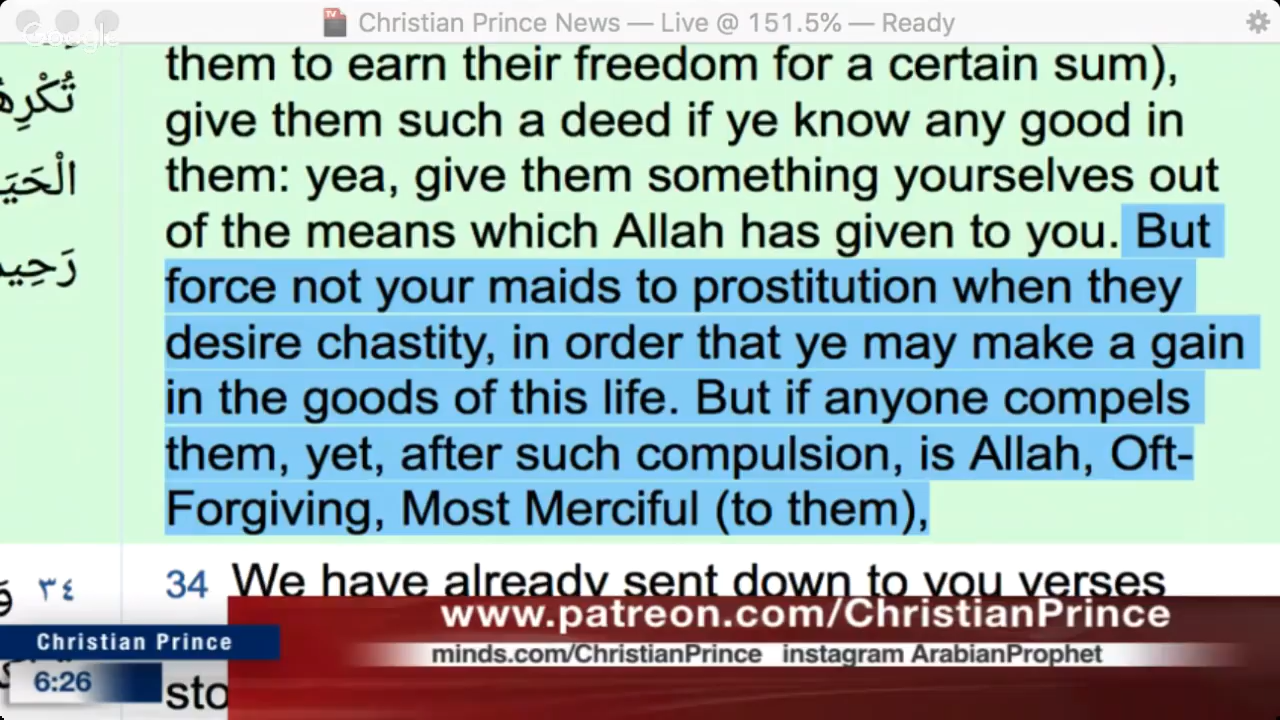 Christian Prince News — Live @ 151.5% — Ready
Google
them to earn their freedom for a certain sum),
give them such a deed if ye know any good in
them: yea, give them something yourselves out
of the means which Allah has given to you. But
force not your maids to prostitution when they
desire chastity, in order that ye may make a gain
in the goods of this life. But if anyone compels
them, yet, after such compulsion, is Allah, Oft-
Forgiving, Most Merciful (to them),
٣٤
34 We have already sent down to you verses
www.patreon.com/ChristianPrince
Christian Prince
minds.com/ChristianPrince instagram ArabianProphet
6:26
sto